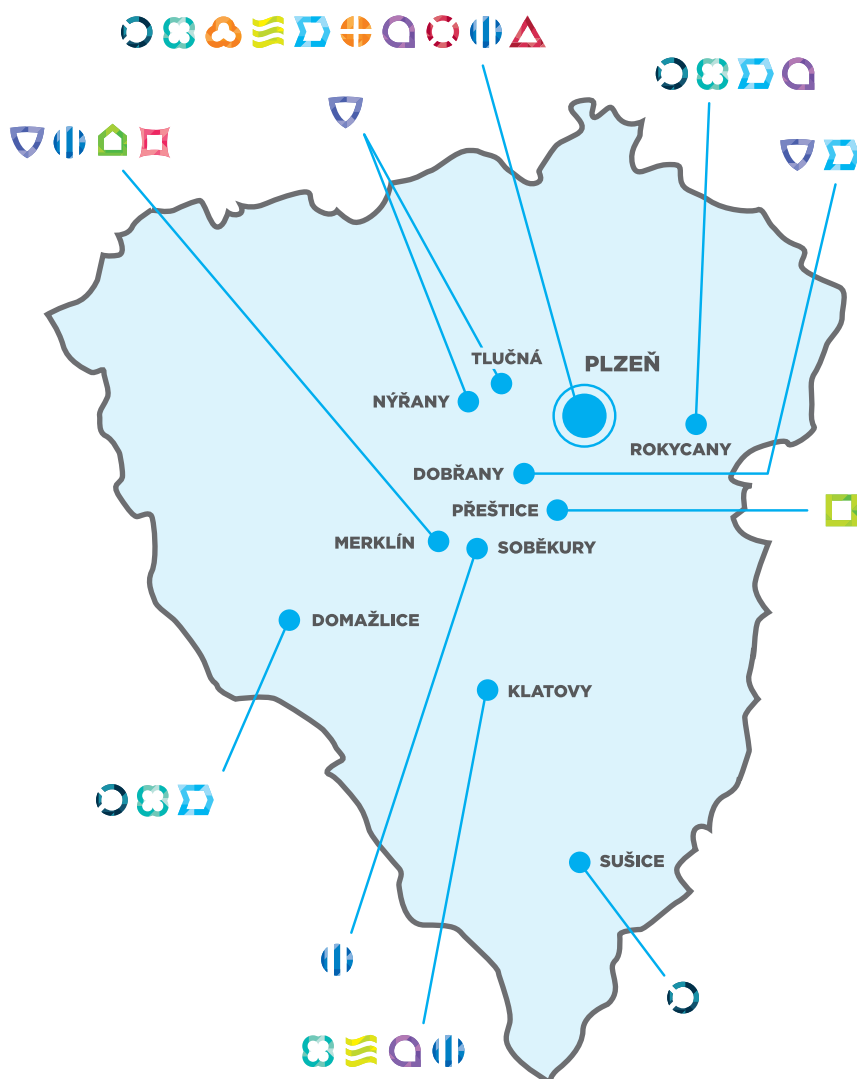 TLUČNÁ
PLZEŇ
NÝŘANY
ROKYCANY
DOBŘANY
PŘEŠTICE
MERKLÍN
SOBĚKURY
DOMAŽLICE
KLATOVY
SUŠICE